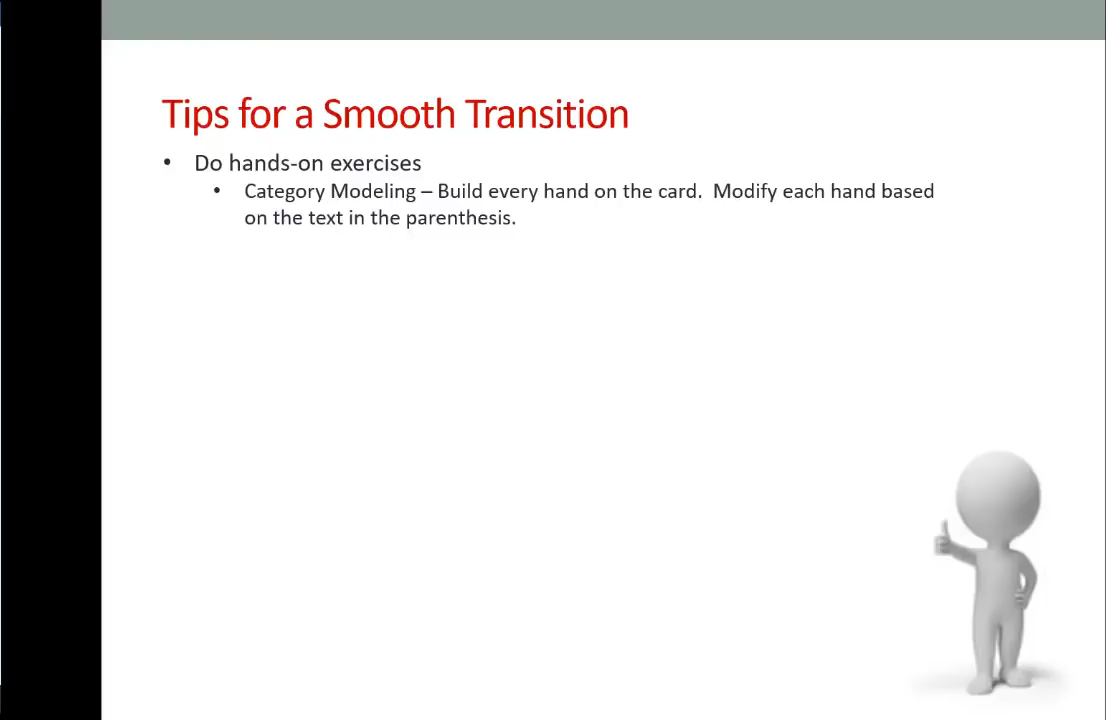 Tips for a Smooth Transition
• Do hands-on exercises
• Category Modeling – Build every hand on the card.  Modify each hand based
on the text in the parenthesis.